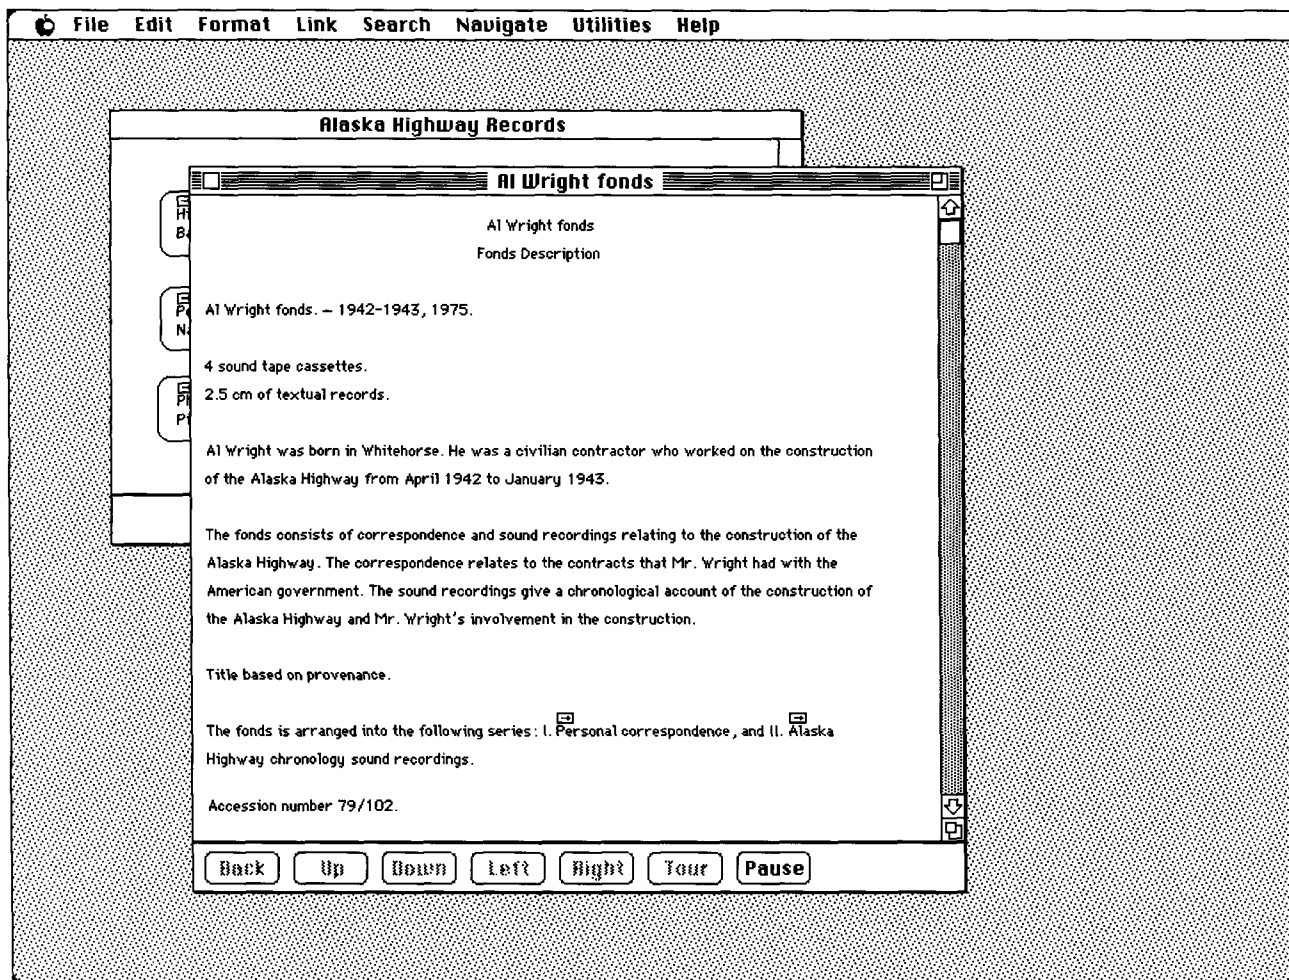 File Edit Format Link Search Navigate Utilities Help
Alaska Highway Records
Al Wright fonds
Al Wright fonds
Fonds Description
Al Wright fonds. – 1942-1943, 1975.
4 sound tape cassettes.
2.5 cm of textual records.
Al Wright was born in Whitehorse. He was a civilian contractor who worked on the construction
of the Alaska Highway from April 1942 to January 1943.
The fonds consists of correspondence and sound recordings relating to the construction of the
Alaska Highway. The correspondence relates to the contracts that Mr. Wright had with the
American government. The sound recordings give a chronological account of the construction of
the Alaska Highway and Mr. Wright's involvement in the construction.
Title based on provenance.
The fonds is arranged into the following series: I. Personal correspondence, and II. Alaska
Highway chronology sound recordings.
Accession number 79/102.
Back Up Down Left Right Tour Pause